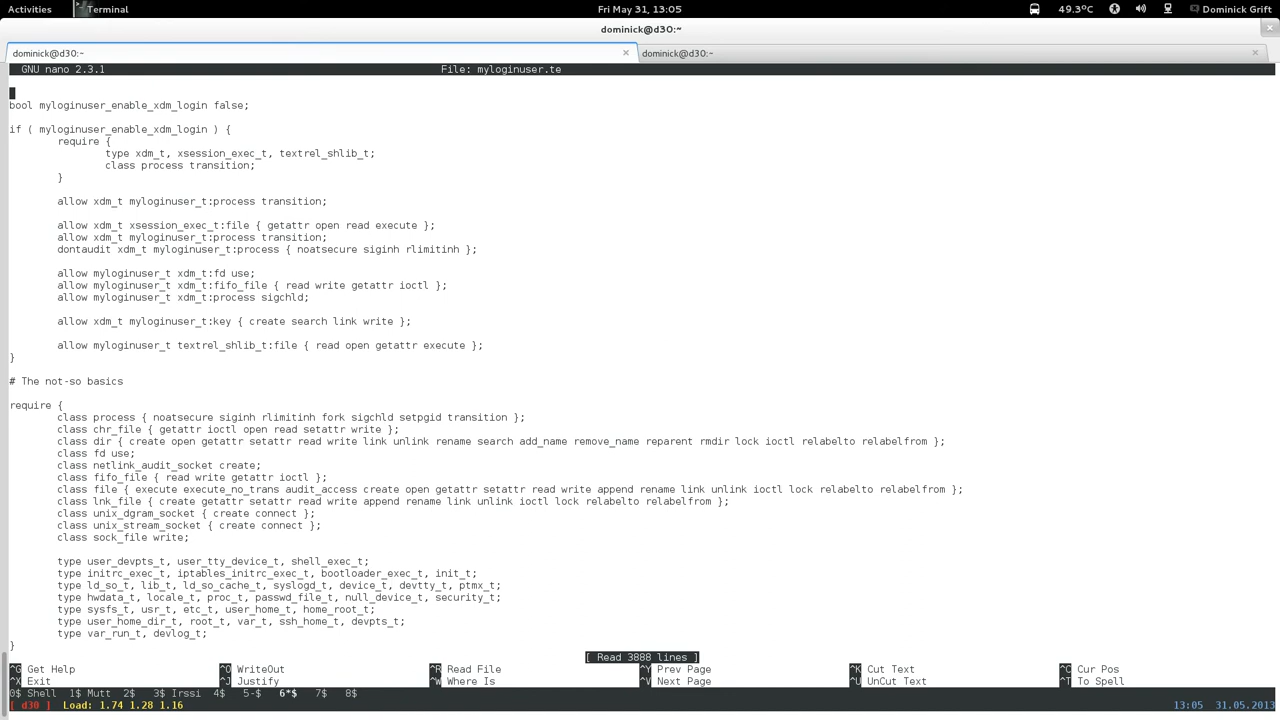 Activities Terminal Fri May 31, 13:05 49.3°C Dominick Grift
dominick@d30:~
dominick@d30:~ dominick@d30:~
GNU nano 2.3.1 File: myloginuser.te
bool myloginuser_enable_xdm_login false;
if ( myloginuser_enable_xdm_login ) {
require {
type xdm_t, xsession_exec_t, textrel_shlib_t;
class process transition;
}
allow xdm_t myloginuser_t:process transition;
allow xdm_t xsession_exec_t:file { getattr open read execute };
allow xdm_t myloginuser_t:process transition;
dontaudit xdm_t myloginuser_t:process { noatsecure siginh rlimitinh };
allow myloginuser_t xdm_t:fd use;
allow myloginuser_t xdm_t:fifo_file { read write getattr ioctl };
allow myloginuser_t xdm_t:process sigchld;
allow xdm_t myloginuser_t:key { create search link write };
allow myloginuser_t textrel_shlib_t:file { read open getattr execute };
}
# The not-so basics
require {
class process { noatsecure siginh rlimitinh fork sigchld setpgid transition };
class chr_file { getattr ioctl open read setattr write };
class dir { create open getattr setattr read write link unlink rename search add_name remove_name reparent rmdir lock ioctl relabelto relabelfrom };
class fd use;
class netlink_audit_socket create;
class fifo_file { read write getattr ioctl };
class file { execute execute_no_trans audit_access create open getattr setattr read write append rename link unlink ioctl lock relabelto relabelfrom };
class lnk_file { create getattr setattr read write append rename link unlink ioctl lock relabelto relabelfrom };
class unix_dgram_socket { create connect };
class unix_stream_socket { create connect };
class sock_file write;
type user_devpts_t, user_tty_device_t, shell_exec_t;
type initrc_exec_t, iptables_initrc_exec_t, bootloader_exec_t, init_t;
type ld_so_t, lib_t, ld_so_cache_t, syslogd_t, device_t, devtty_t, ptmx_t;
type hwdata_t, locale_t, proc_t, passwd_file_t, null_device_t, security_t;
type sysfs_t, usr_t, etc_t, user_home_t, home_root_t;
type user_home_dir_t, root_t, var_t, ssh_home_t, devpts_t;
type var_run_t, devlog_t;
}
[ Read 3888 lines ]
^G Get Help ^O WriteOut ^R Read File ^Y Prev Page ^K Cut Text ^C Cur Pos
^X Exit ^J Justify ^W Where Is ^V Next Page ^U UnCut Text ^T To Spell
0$ Shell 1$ Mutt 2$ 3$ Irssi 4$ 5-$ 6*$ 7$ 8$
[ d30 ] Load: 1.74 1.28 1.16 13:05 31.05.2013